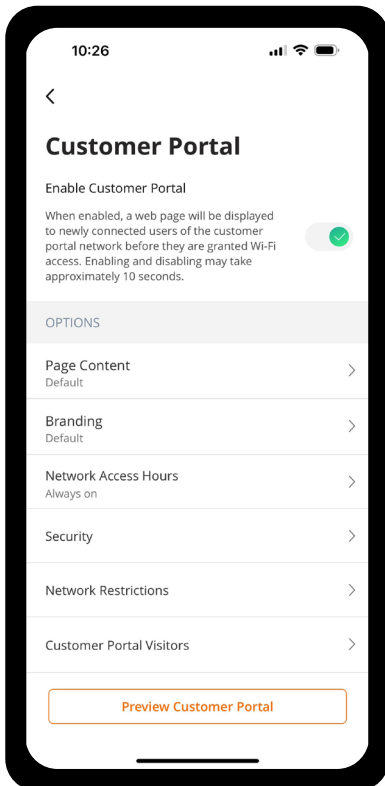 10:26
Customer Portal
Enable Customer Portal
When enabled, a web page will be displayed
to newly connected users of the customer
portal network before they are granted Wi-Fi
access. Enabling and disabling may take
approximately 10 seconds.
OPTIONS
Page Content
Default
Branding
Default
Network Access Hours
Always on
Security
Network Restrictions
Customer Portal Visitors
Preview Customer Portal